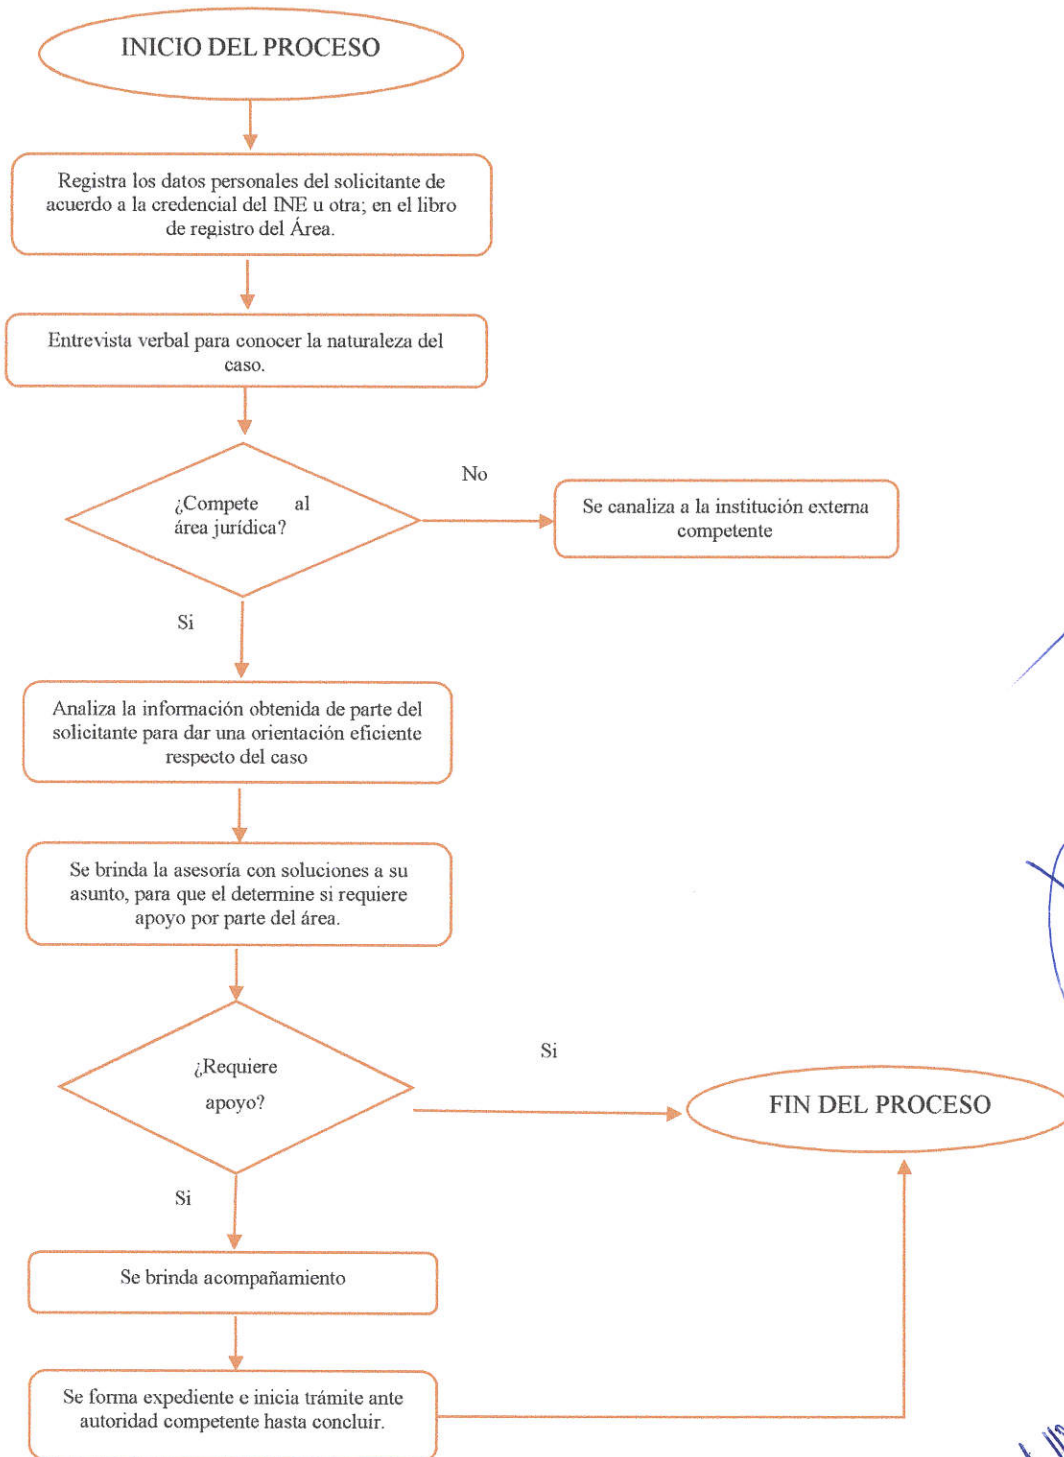 INICIO DEL PROCESO
Registra los datos personales del solicitante de
acuerdo a la credencial del INE u otra; en el libro
de registro del Área.
Entrevista verbal para conocer la naturaleza del
caso.
¿Compete al
área jurídica?
No
Se canaliza a la institución externa
competente
Si
Analiza la información obtenida de parte del
solicitante para dar una orientación eficiente
respecto del caso
Se brinda la asesoría con soluciones a su
asunto, para que el determine si requiere
apoyo por parte del área.
¿Requiere
apoyo?
Si
FIN DEL PROCESO
Si
Se brinda acompañamiento
Se forma expediente e inicia trámite ante
autoridad competente hasta concluir.